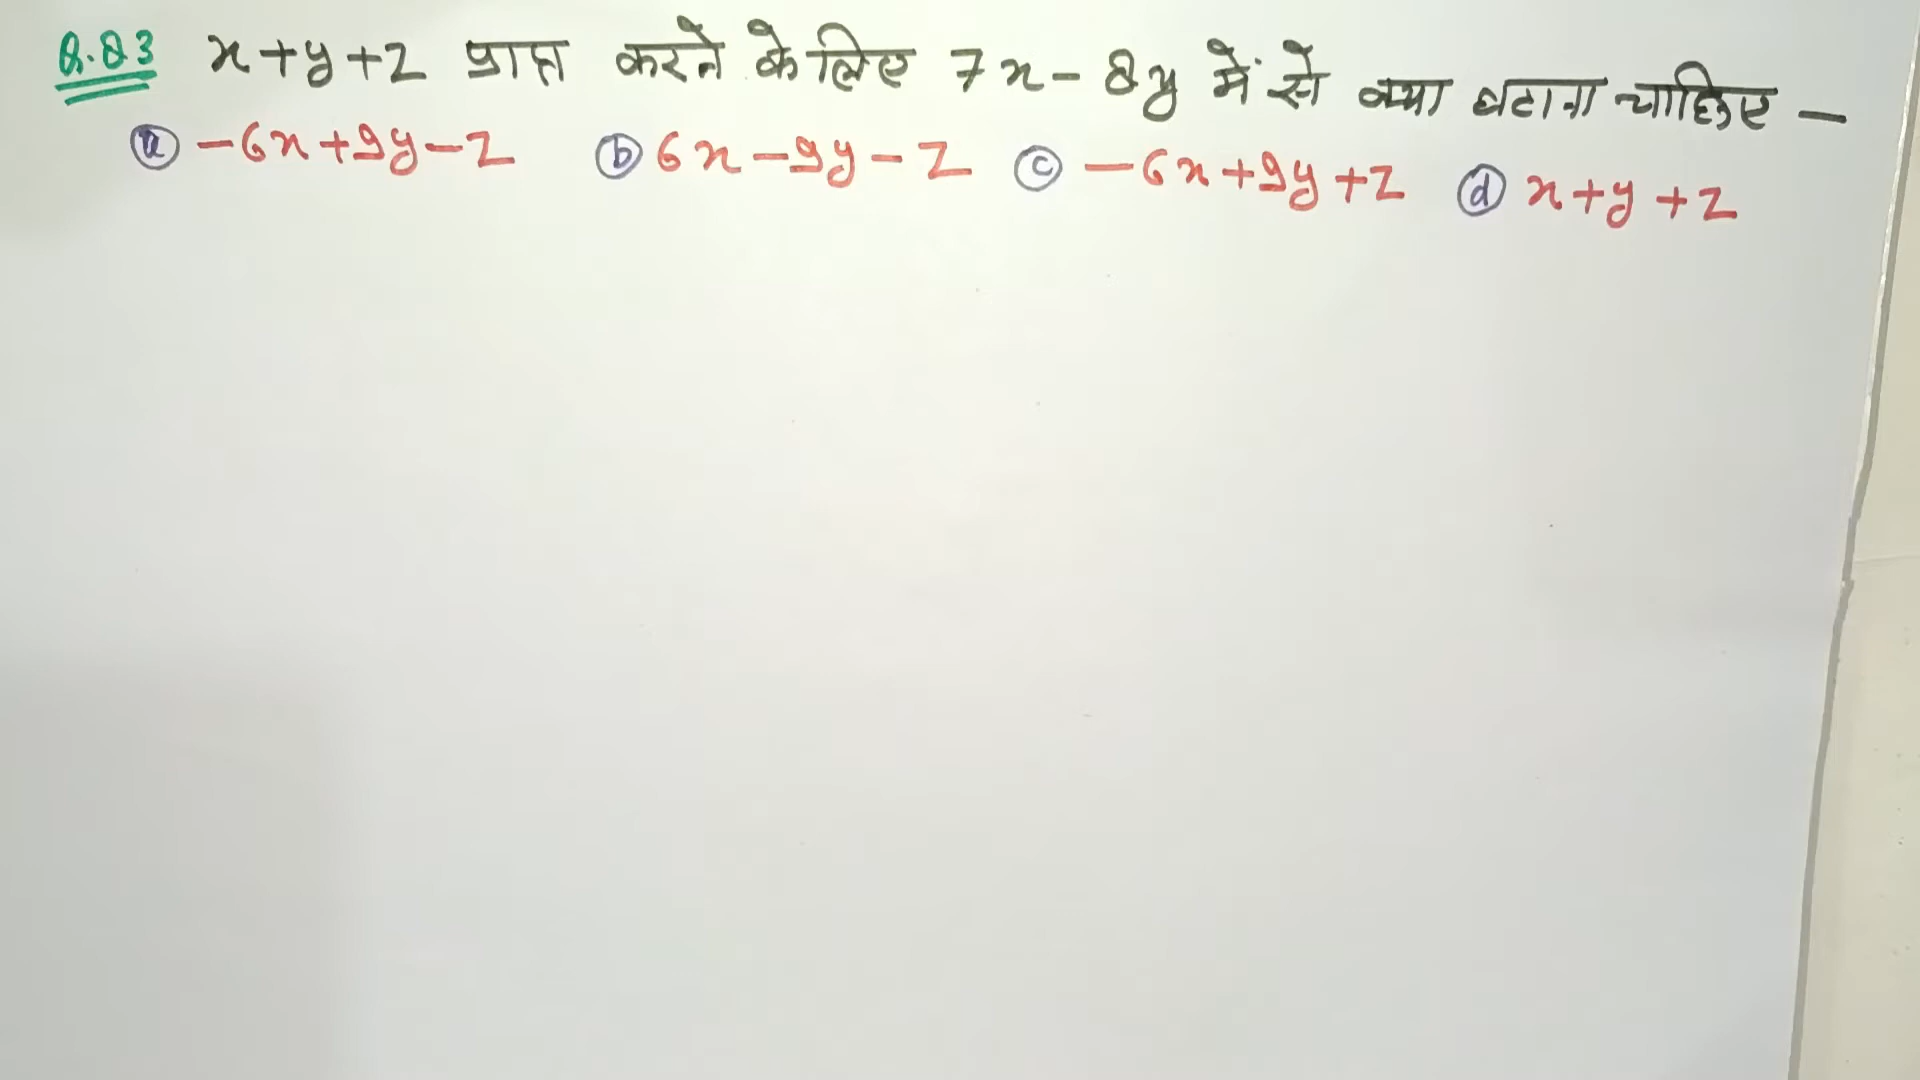 Q.83 x+y+z प्राप्त करने के लिए 7x-8y में से क्या घटाना चाहिए –
ⓐ -6x+9y-z ⓑ 6x-9y-z ⓒ -6x+9y+z ⓓ x+y+z